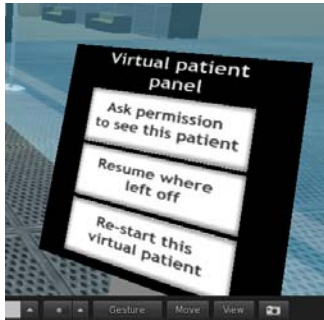 Virtual patient
panel
Ask permission
to see this patient
Resume where
left off
Re-start this
virtual patient
Gesture Move View